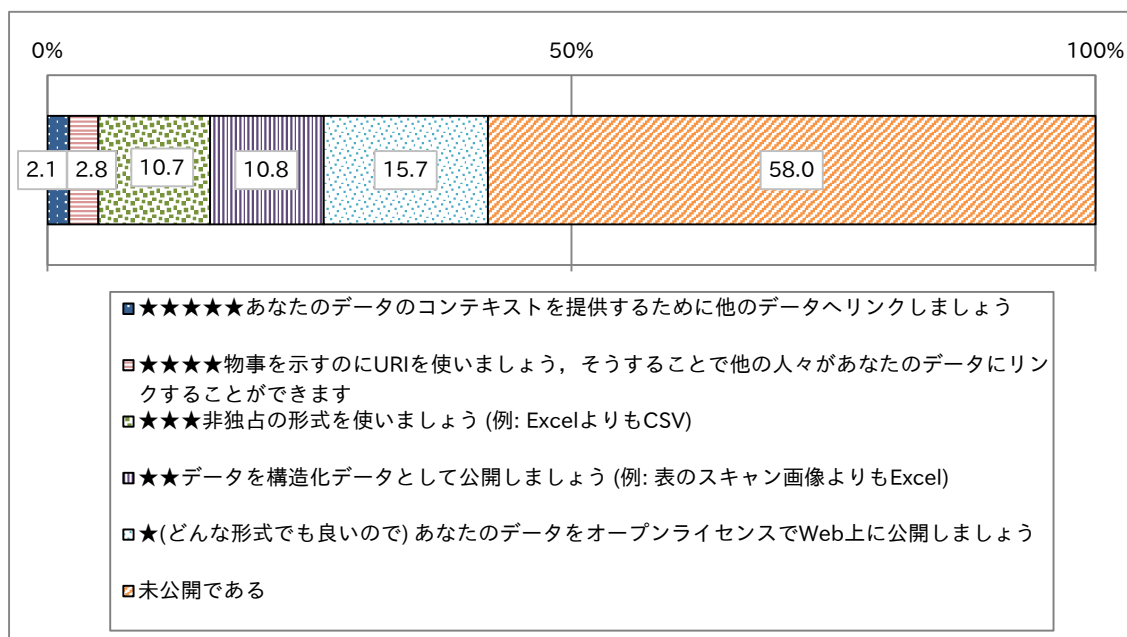 0% 50% 100%
2.1 2.8 10.7 10.8 15.7 58.0
★★★★★あなたのデータのコンテキストを提供するために他のデータへリンクしましょう
★★★★物事を示すのにURIを使いましょう，そうすることで他の人々があなたのデータにリン
クすることができます
★★★非独占の形式を使いましょう (例: ExcelよりもCSV)
★★データを構造化データとして公開しましょう (例: 表のスキャン画像よりもExcel)
★(どんな形式でも良いので) あなたのデータをオープンライセンスでWeb上に公開しましょう
未公開である